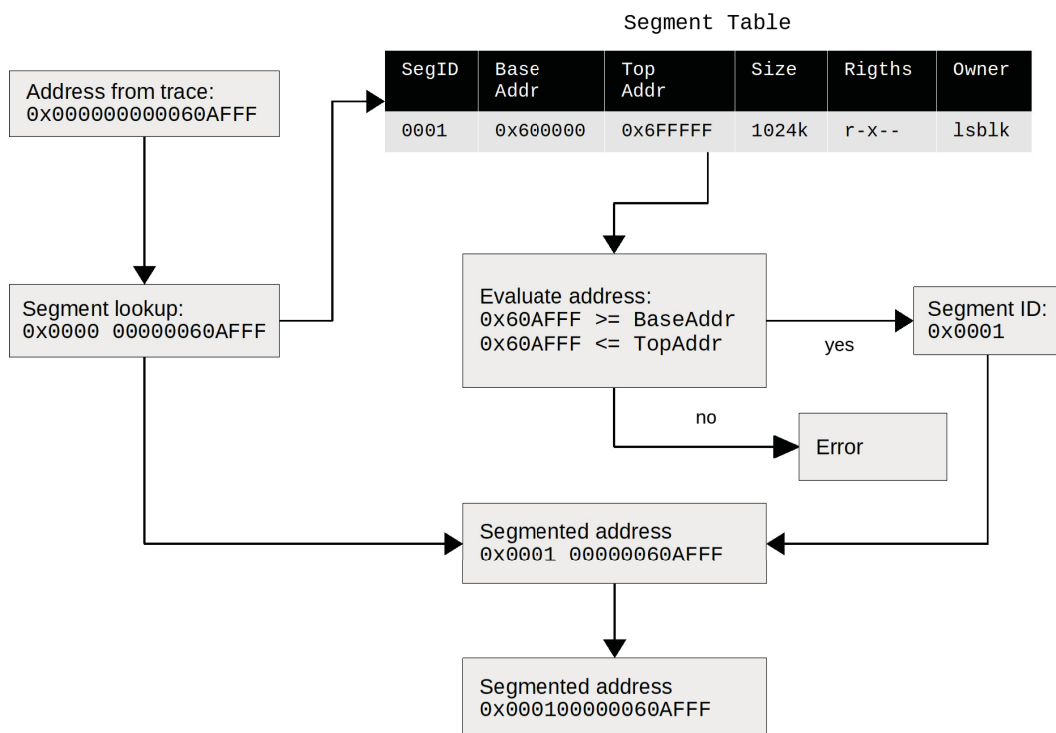 Segment Table
SegID Base Addr Top Addr Size Rigths Owner
0001 0x600000 0x6FFFFF 1024k r-x-- lsblk
Address from trace:
0x000000000060AFFF
Segment lookup:
0x0000 00000060AFFF
Evaluate address:
0x60AFFF >= BaseAddr
0x60AFFF <= TopAddr
yes
Segment ID:
0x0001
no
Error
Segmented address
0x0001 00000060AFFF
Segmented address
0x000100000060AFFF